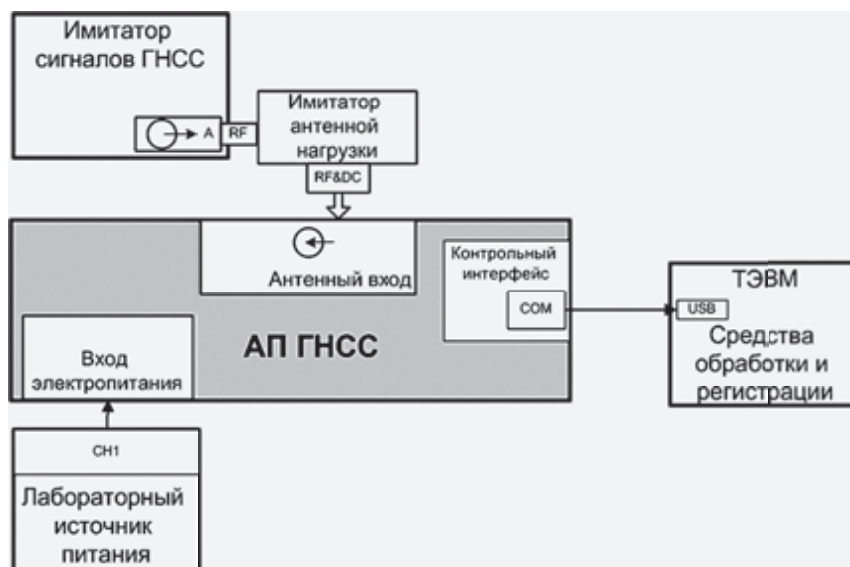 Имитатор
сигналов ГНСС
А
RF
Имитатор
антенной
нагрузки
RF&DC
Антенный вход
Контрольный
интерфейс
COM
АП ГНСС
Вход
электропитания
ТЭВМ
USB
Средства
обработки и
регистрации
CH1
Лабораторный
источник
питания